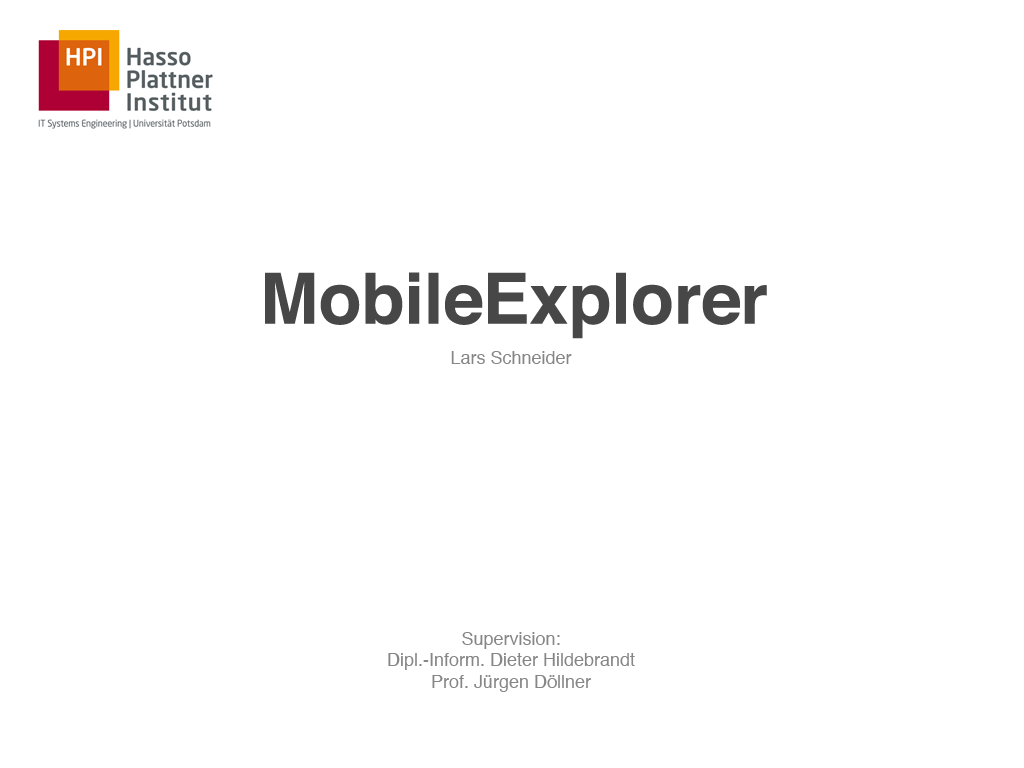 HPI
Hasso
Plattner
Institut
IT Systems Engineering | Universität Potsdam
MobileExplorer
Lars Schneider
Supervision:
Dipl.-Inform. Dieter Hildebrandt
Prof. Jürgen Döllner